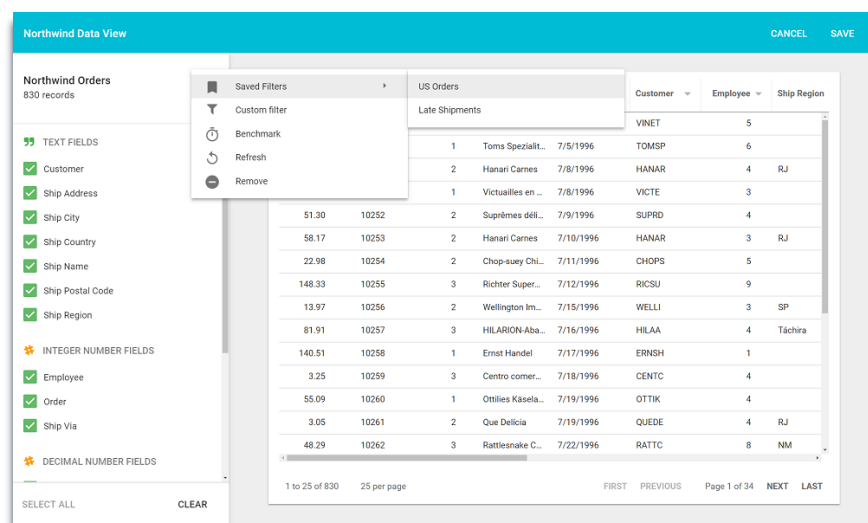 Northwind Data View CANCEL SAVE
Northwind Orders
830 records
TEXT FIELDS
Customer
Ship Address
Ship City
Ship Country
Ship Name
Ship Postal Code
Ship Region
INTEGER NUMBER FIELDS
Employee
Order
Ship Via
DECIMAL NUMBER FIELDS
SELECT ALL CLEAR
Saved Filters
Custom filter
Benchmark
Refresh
Remove
US Orders
Late Shipments
Customer Employee Ship Region
VINET 5
1 Toms Spezialit... 7/5/1996 TOMSP 6
2 Hanari Carnes 7/8/1996 HANAR 4 RJ
1 Victuailles en ... 7/8/1996 VICTE 3
51.30 10252 2 Suprêmes déli... 7/9/1996 SUPRD 4
58.17 10253 2 Hanari Carnes 7/10/1996 HANAR 3 RJ
22.98 10254 2 Chop-suey Chi... 7/11/1996 CHOPS 5
148.33 10255 3 Richter Super... 7/12/1996 RICSU 9
13.97 10256 2 Wellington Im... 7/15/1996 WELLI 3 SP
81.91 10257 3 HILARION-Aba... 7/16/1996 HILAA 4 Táchira
140.51 10258 1 Ernst Handel 7/17/1996 ERNSH 1
3.25 10259 3 Centro comer... 7/18/1996 CENTC 4
55.09 10260 1 Ottilies Käsela... 7/19/1996 OTTIK 4
3.05 10261 2 Que Delícia 7/19/1996 QUEDE 4 RJ
48.29 10262 3 Rattlesnake C... 7/22/1996 RATTC 8 NM
1 to 25 of 830 25 per page FIRST PREVIOUS Page 1 of 34 NEXT LAST